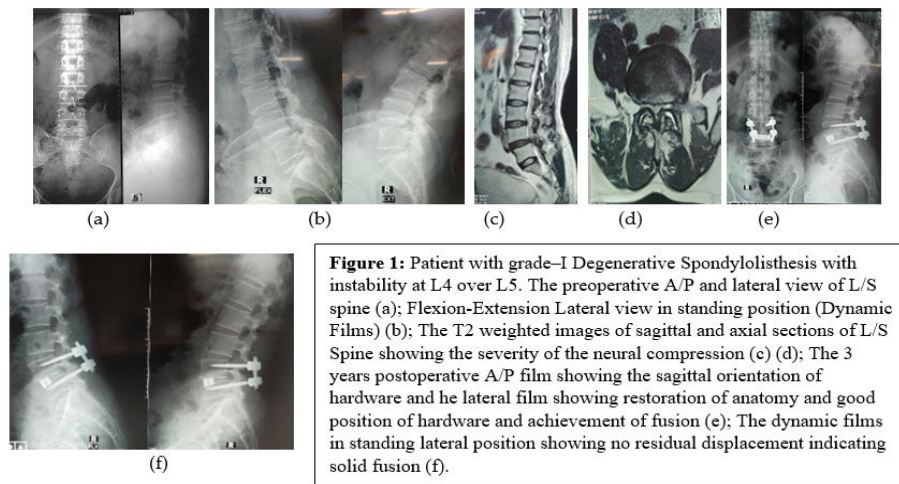 R
FLEX
R
EXT
(a)
(b)
(c)
(d)
(e)
R
R
(f)
Figure 1: Patient with grade–I Degenerative Spondylolisthesis with
instability at L4 over L5. The preoperative A/P and lateral view of L/S
spine (a); Flexion-Extension Lateral view in standing position (Dynamic
Films) (b); The T2 weighted images of sagittal and axial sections of L/S
Spine showing the severity of the neural compression (c) (d); The 3
years postoperative A/P film showing the sagittal orientation of
hardware and he lateral film showing restoration of anatomy and good
position of hardware and achievement of fusion (e); The dynamic films
in standing lateral position showing no residual displacement indicating
solid fusion (f).